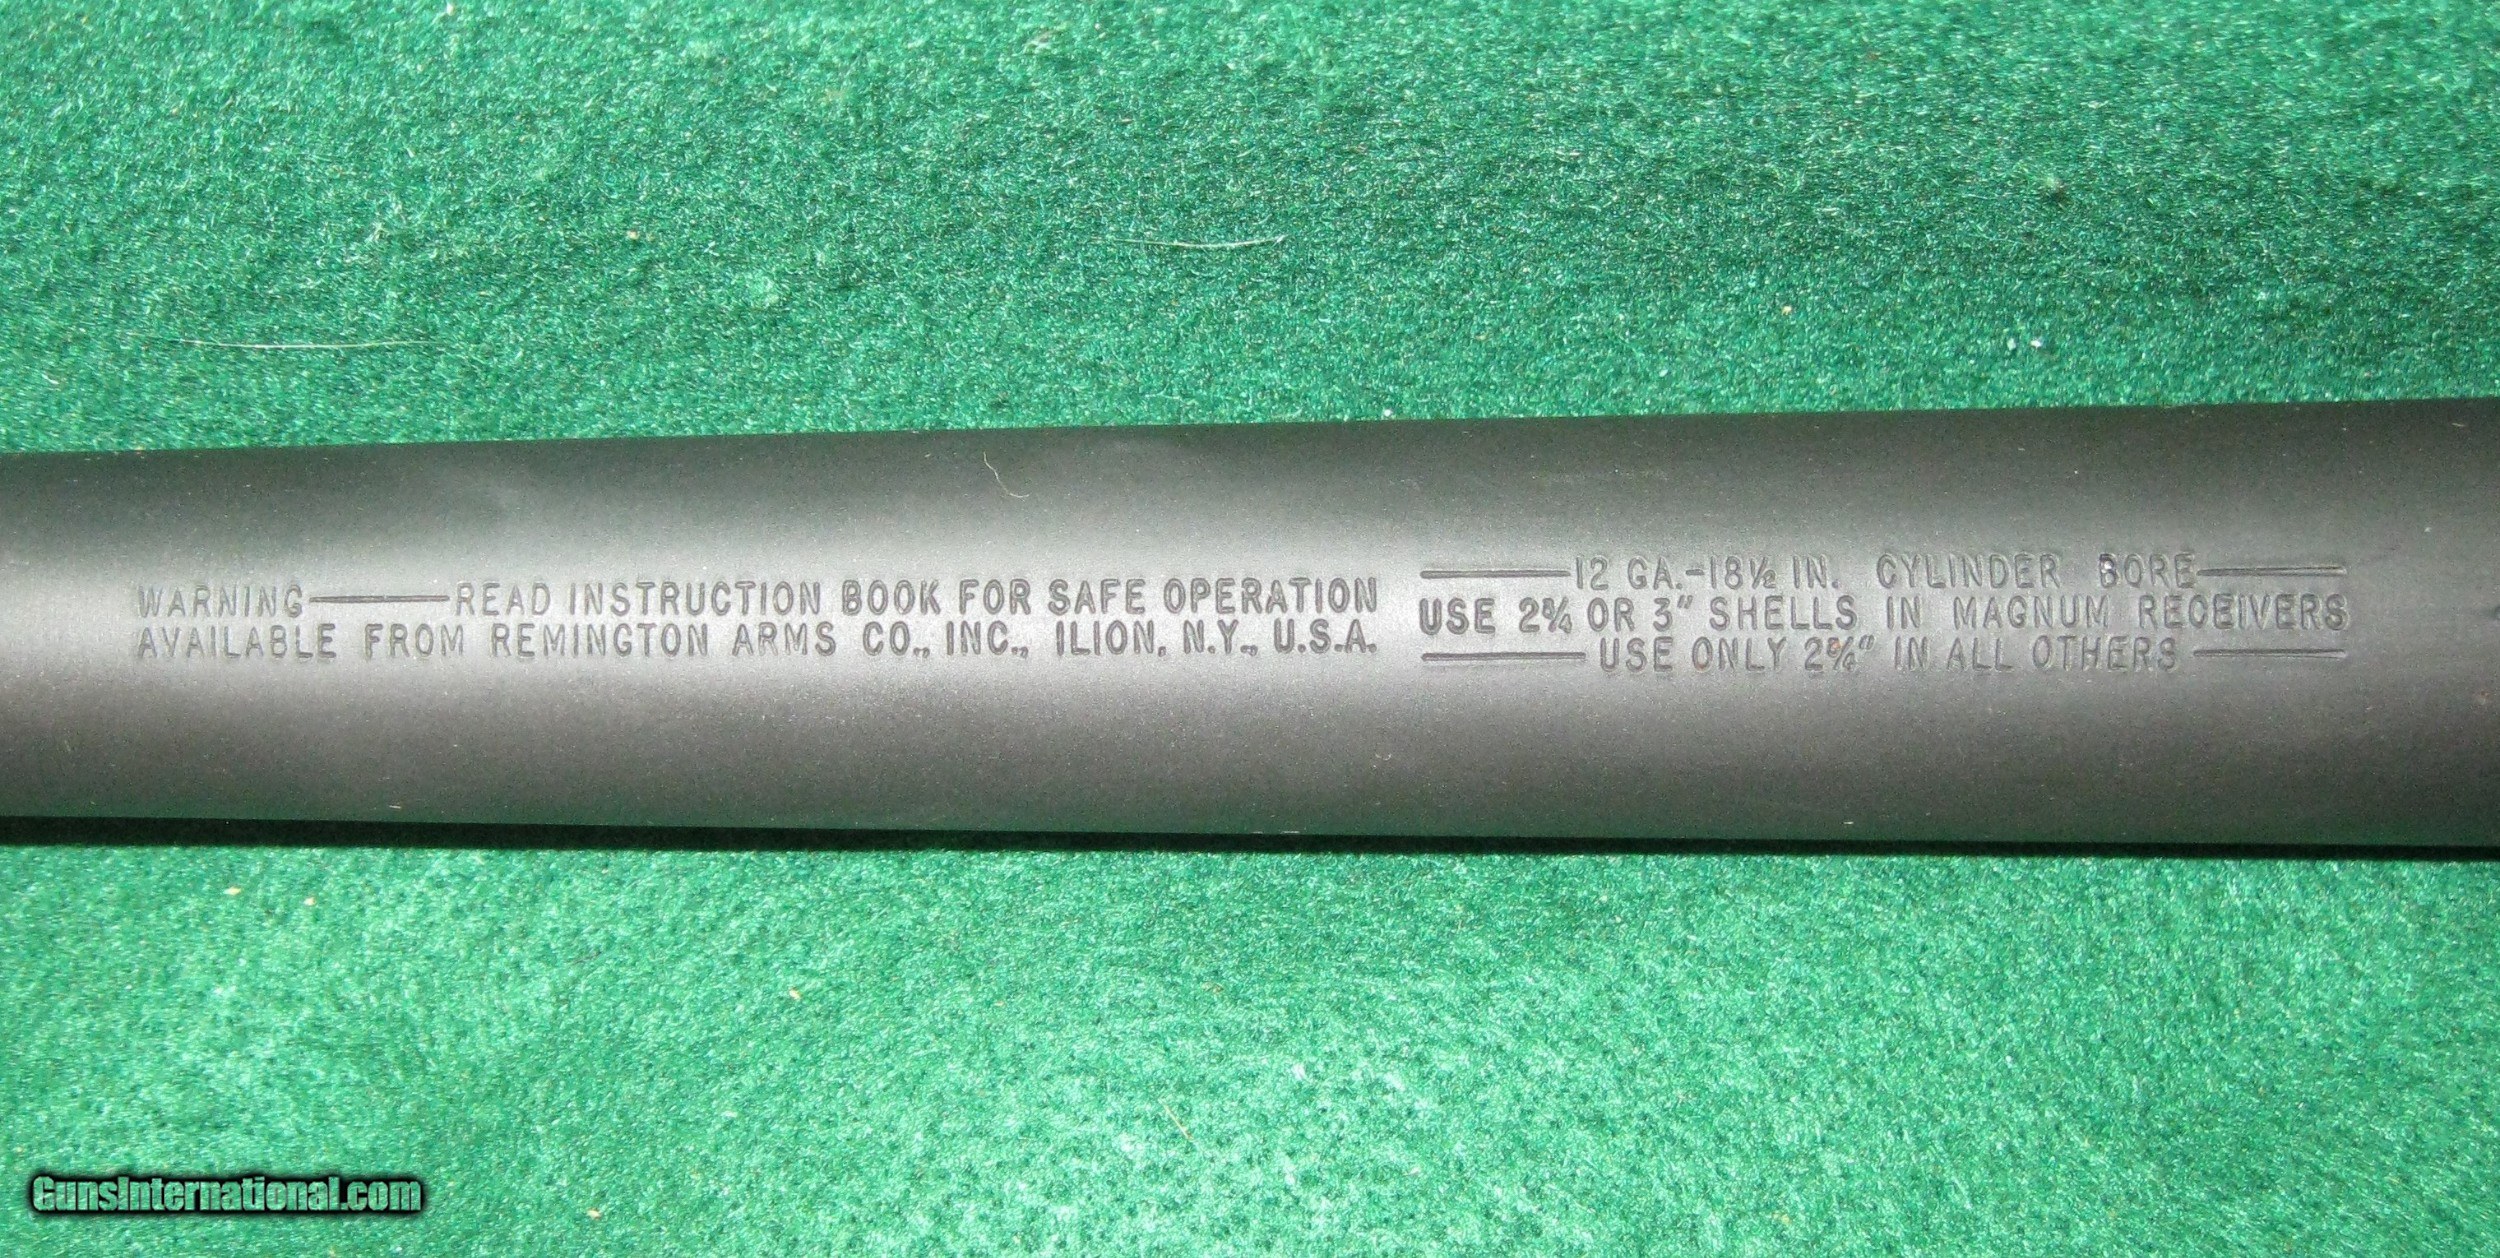 WARNING——READ INSTRUCTION BOOK FOR SAFE OPERATION
AVAILABLE FROM REMINGTON ARMS CO., INC., ILION, N.Y., U.S.A.
——12 GA.-18½ IN. CYLINDER BORE——
USE 2¾ OR 3" SHELLS IN MAGNUM RECEIVERS
——USE ONLY 2¾" IN ALL OTHERS——
GunsInternational.com